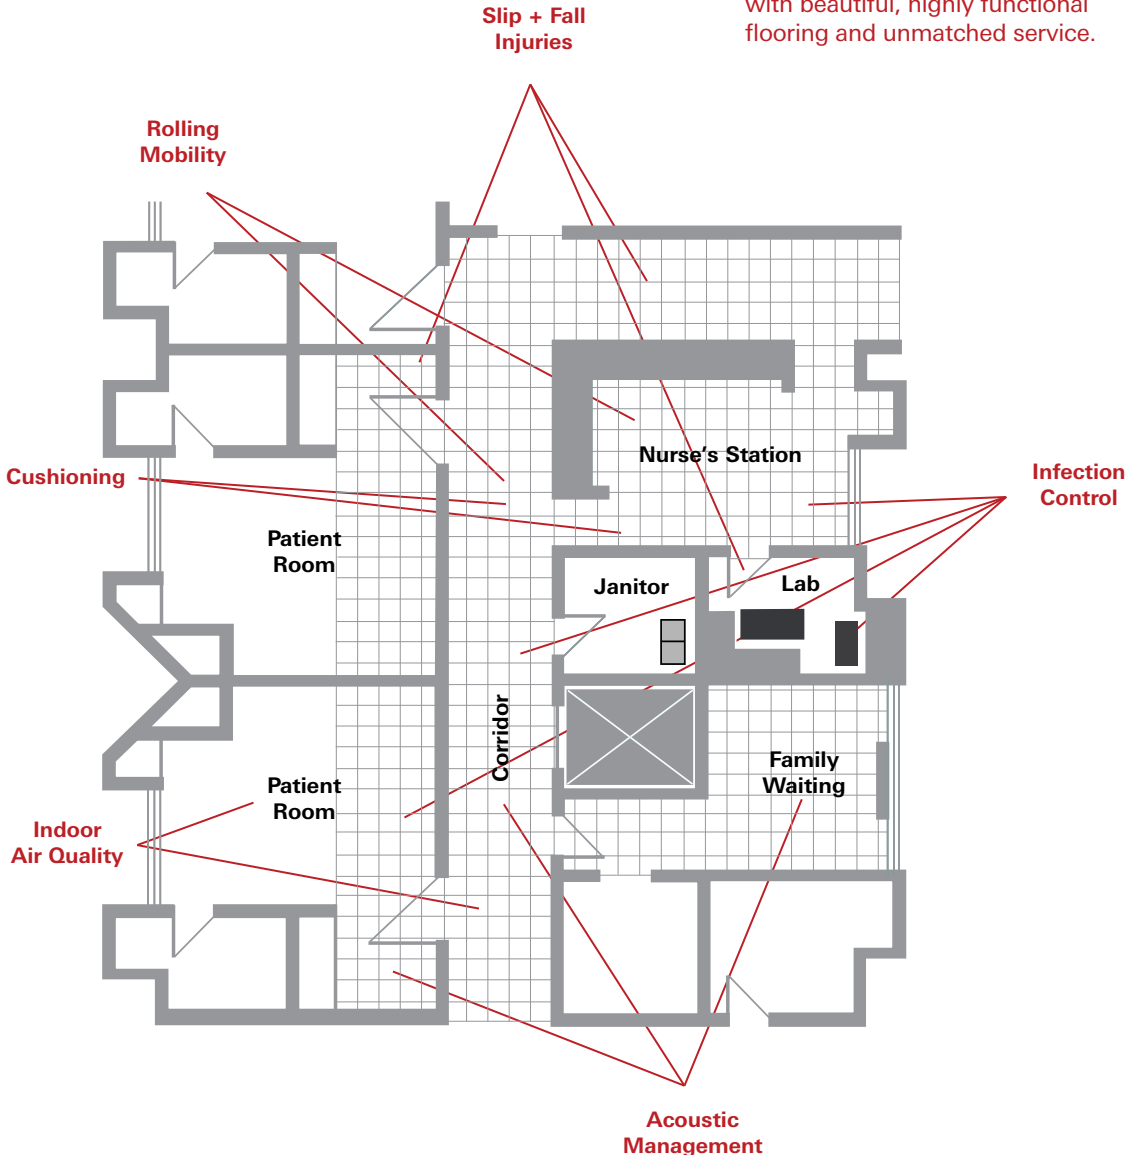 with beautiful, highly functional
flooring and unmatched service.
Slip + Fall
Injuries
Rolling
Mobility
Cushioning
Nurse's Station
Infection
Control
Patient
Room
Janitor
Lab
Corridor
Family
Waiting
Patient
Room
Indoor
Air Quality
Acoustic
Management